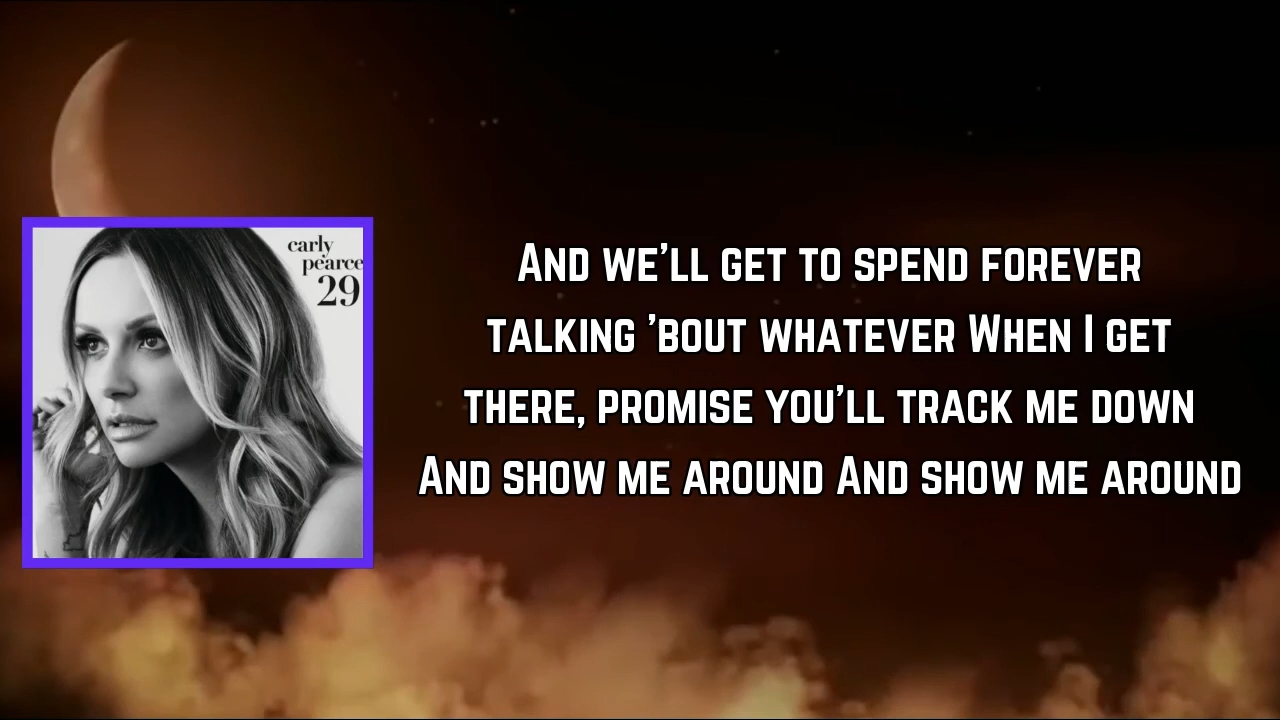 carly
pearce
29
And we'll get to spend forever
talking 'bout whatever When I get
there, promise you'll track me down
And show me around And show me around